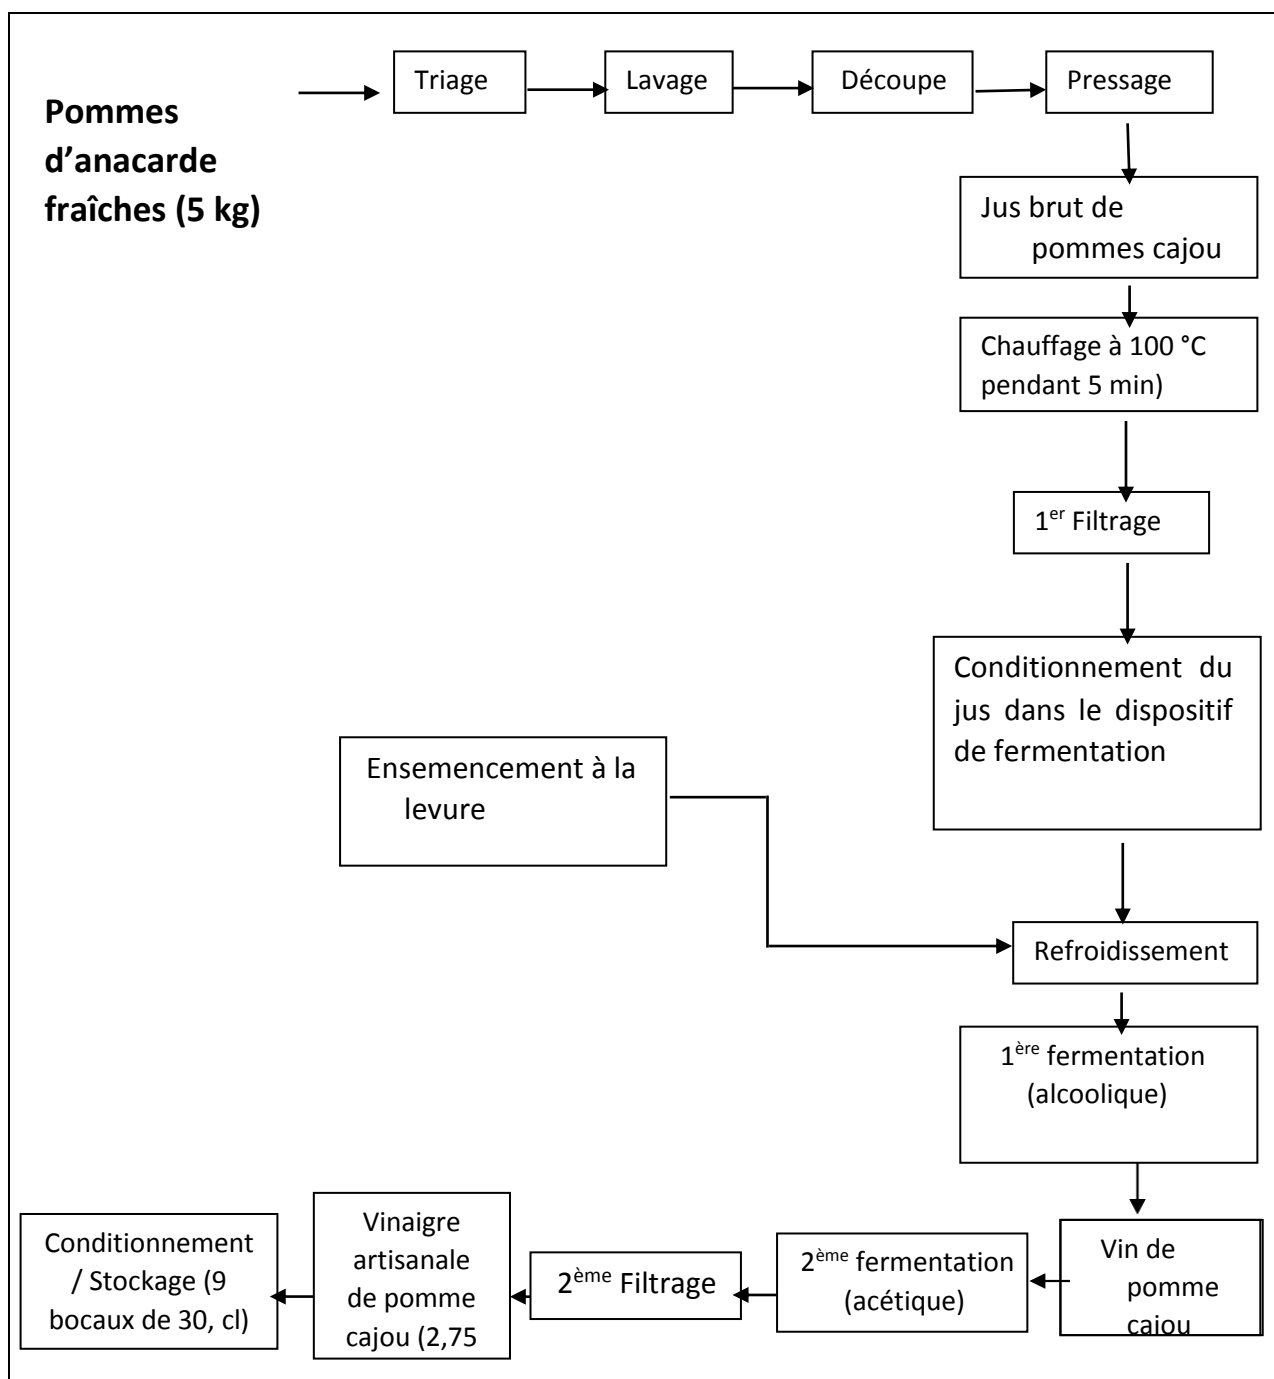 Pommes
d’anacarde
fraîches (5 kg)
Triage
Lavage
Découpe
Pressage
Jus brut de
pommes cajou
Chauffage à 100 °C
pendant 5 min)
1er Filtrage
Conditionnement du
jus dans le dispositif
de fermentation
Ensemencement à la
levure
Refroidissement
1ère fermentation
(alcoolique)
Vin de
pomme
cajou
2ème fermentation
(acétique)
2ème Filtrage
Vinaigre
artisanale
de pomme
cajou (2,75
Conditionnement
/ Stockage (9
bocaux de 30, cl)